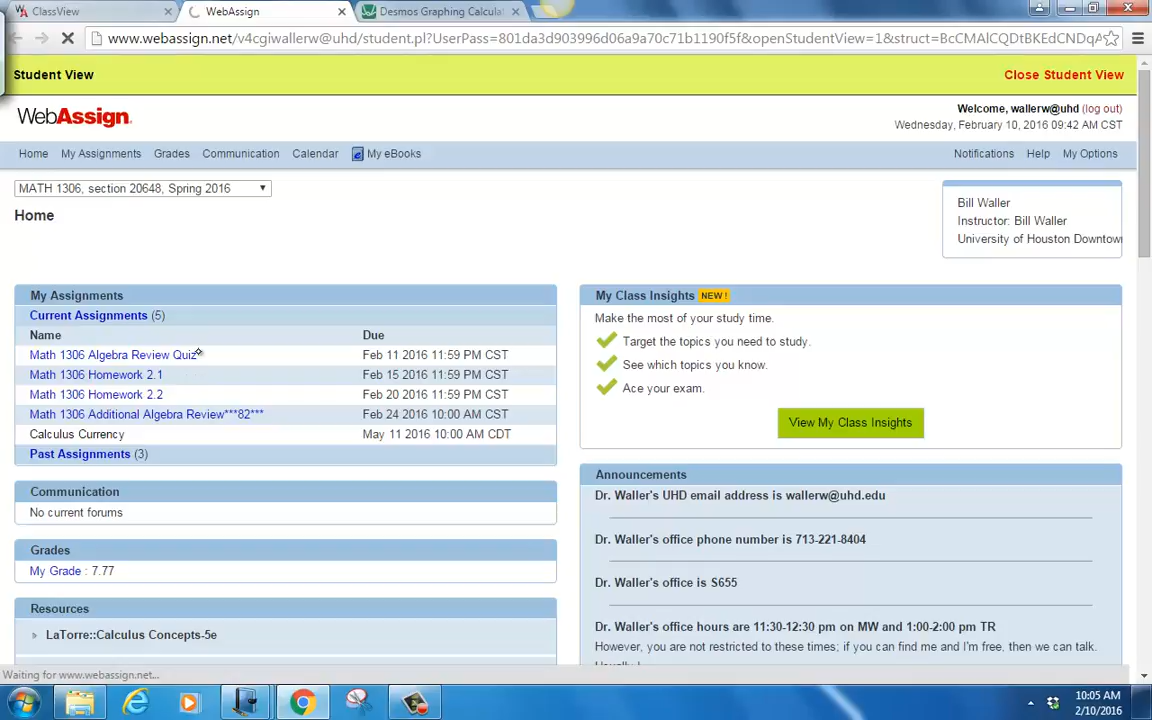 ClassView
WebAssign
Desmos Graphing Calcula
www.webassign.net/v4cgiwallerw@uhd/student.pl?UserPass=801da3d903996d06a9a70c71b1190f5f&openStudentView=1&struct=BcCMAlCQDtBKEdCNDqA
Student View
Close Student View
WebAssign.
Welcome, wallerw@uhd (log out)
Wednesday, February 10, 2016 09:42 AM CST
Home My Assignments Grades Communication Calendar My eBooks
Notifications Help My Options
MATH 1306, section 20648, Spring 2016
Home
Bill Waller
Instructor: Bill Waller
University of Houston Downtown
My Assignments
Current Assignments (5)
Name Due
Math 1306 Algebra Review Quiz Feb 11 2016 11:59 PM CST
Math 1306 Homework 2.1 Feb 15 2016 11:59 PM CST
Math 1306 Homework 2.2 Feb 20 2016 11:59 PM CST
Math 1306 Additional Algebra Review***82*** Feb 24 2016 10:00 AM CST
Calculus Currency May 11 2016 10:00 AM CDT
Past Assignments (3)
Communication
No current forums
Grades
My Grade : 7.77
Resources
LaTorre::Calculus Concepts-5e
My Class Insights NEW!
Make the most of your study time.
Target the topics you need to study.
See which topics you know.
Ace your exam.
View My Class Insights
Announcements
Dr. Waller's UHD email address is wallerw@uhd.edu
Dr. Waller's office phone number is 713-221-8404
Dr. Waller's office is S655
Dr. Waller's office hours are 11:30-12:30 pm on MW and 1:00-2:00 pm TR
However, you are not restricted to these times; if you can find me and I'm free, then we can talk.
Waiting for www.webassign.net...
10:05 AM
2/10/2016